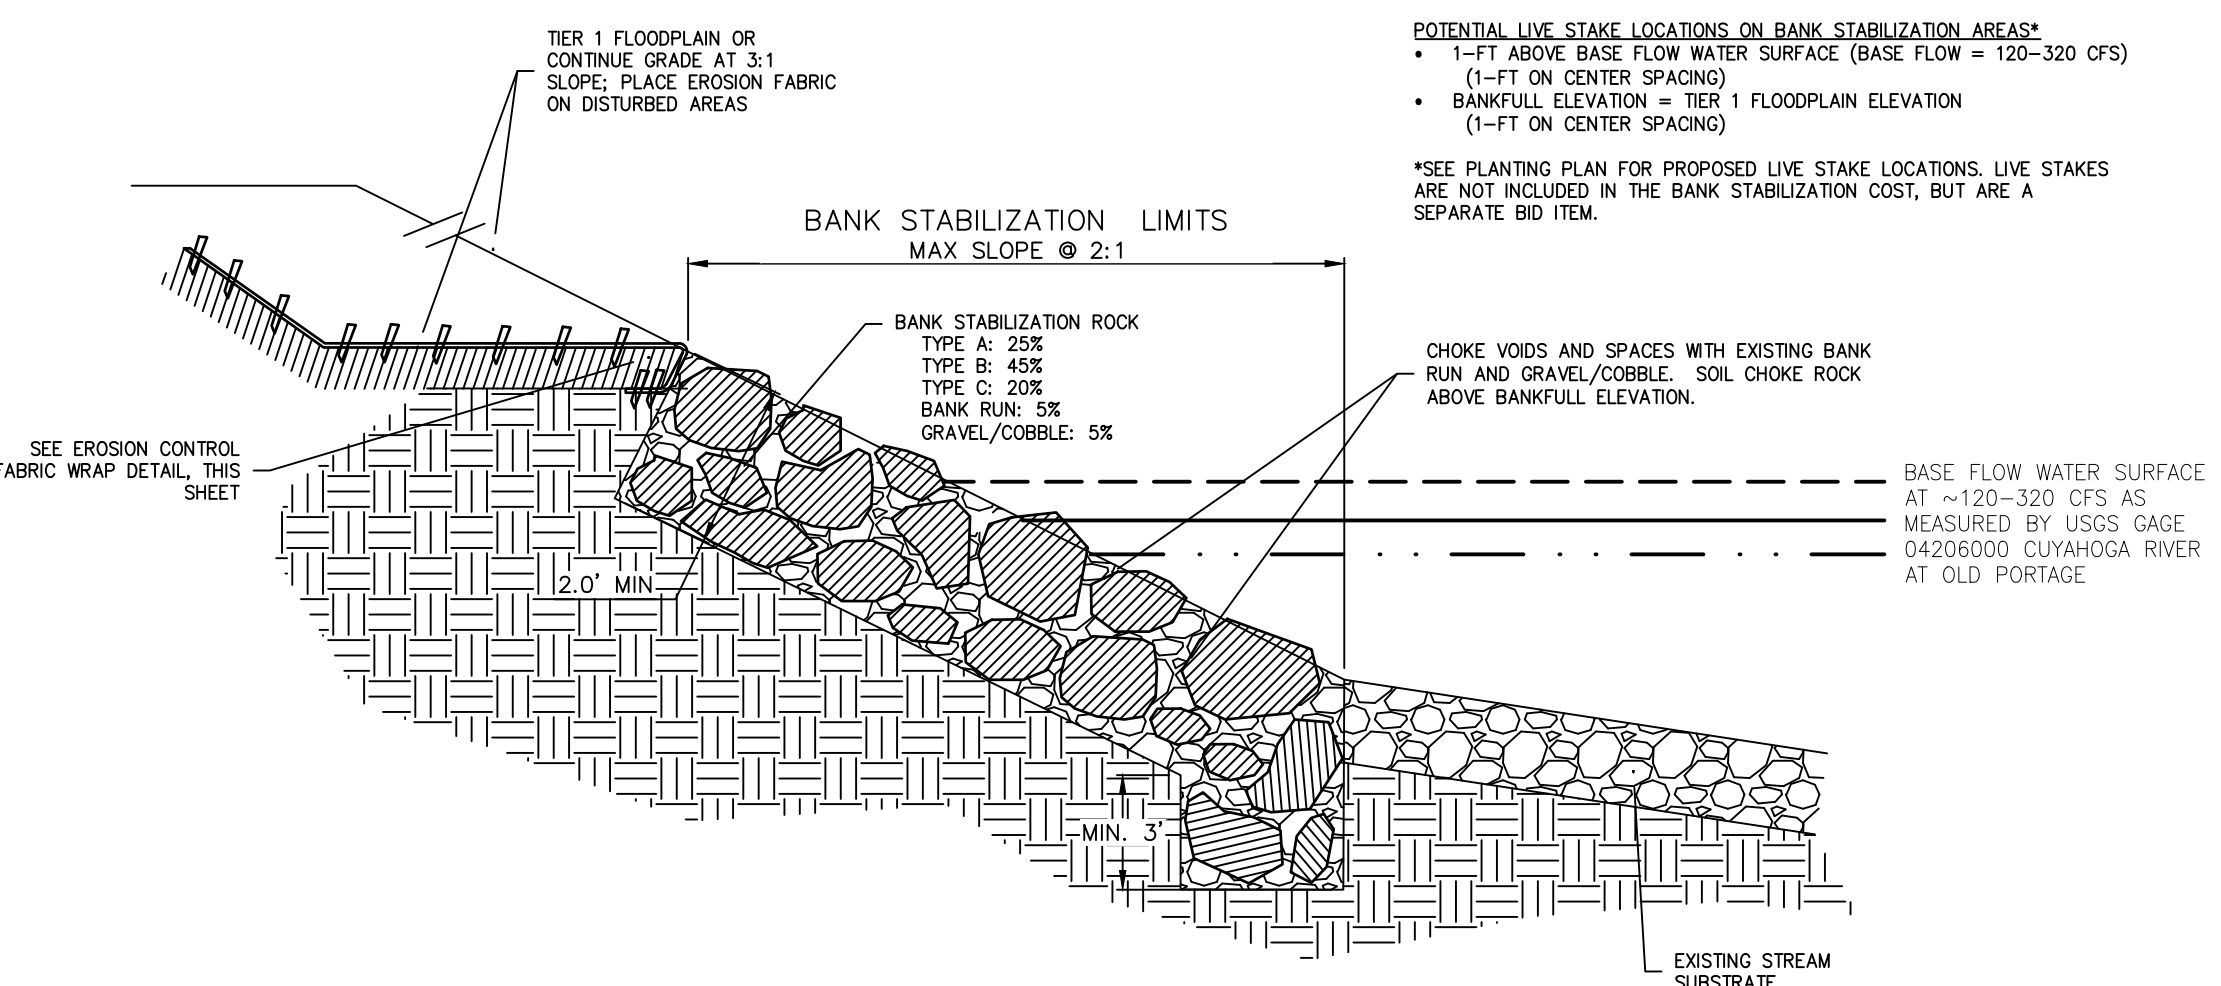 TIER 1 FLOODPLAIN OR
CONTINUE GRADE AT 3:1
SLOPE; PLACE EROSION FABRIC
ON DISTURBED AREAS
POTENTIAL LIVE STAKE LOCATIONS ON BANK STABILIZATION AREAS*
• 1-FT ABOVE BASE FLOW WATER SURFACE (BASE FLOW = 120-320 CFS)
(1-FT ON CENTER SPACING)
• BANKFULL ELEVATION = TIER 1 FLOODPLAIN ELEVATION
(1-FT ON CENTER SPACING)
*SEE PLANTING PLAN FOR PROPOSED LIVE STAKE LOCATIONS. LIVE STAKES
ARE NOT INCLUDED IN THE BANK STABILIZATION COST, BUT ARE A
SEPARATE BID ITEM.
BANK STABILIZATION LIMITS
MAX SLOPE @ 2:1
BANK STABILIZATION ROCK
TYPE A: 25%
TYPE B: 45%
TYPE C: 20%
BANK RUN: 5%
GRAVEL/COBBLE: 5%
CHOKE VOIDS AND SPACES WITH EXISTING BANK
RUN AND GRAVEL/COBBLE. SOIL CHOKE ROCK
ABOVE BANKFULL ELEVATION.
SEE EROSION CONTROL
FABRIC WRAP DETAIL, THIS
SHEET
BASE FLOW WATER SURFACE
AT ~120-320 CFS AS
MEASURED BY USGS GAGE
04206000 CUYAHOGA RIVER
AT OLD PORTAGE
2.0' MIN
MIN. 3'
EXISTING STREAM
SUBSTRATE